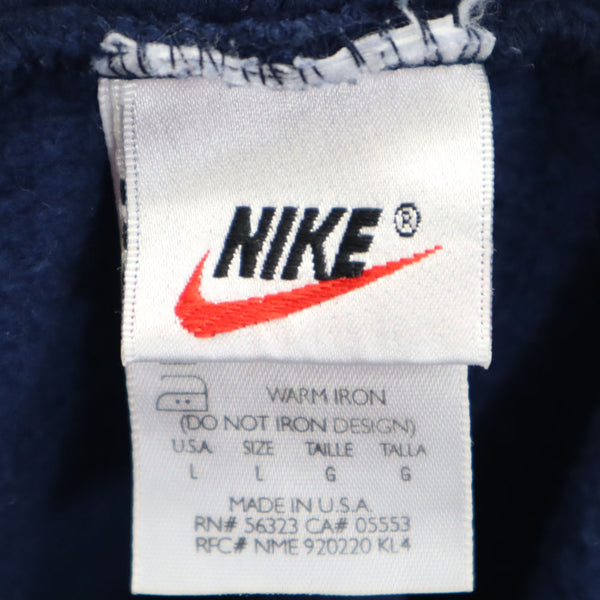 NIKE®
WARM IRON
(DO NOT IRON DESIGN)
U.S.A. SIZE TAILLE TALLA
L L G G
MADE IN U.S.A.
RN# 56323 CA# 05553
RFC# NME 920220 KL4